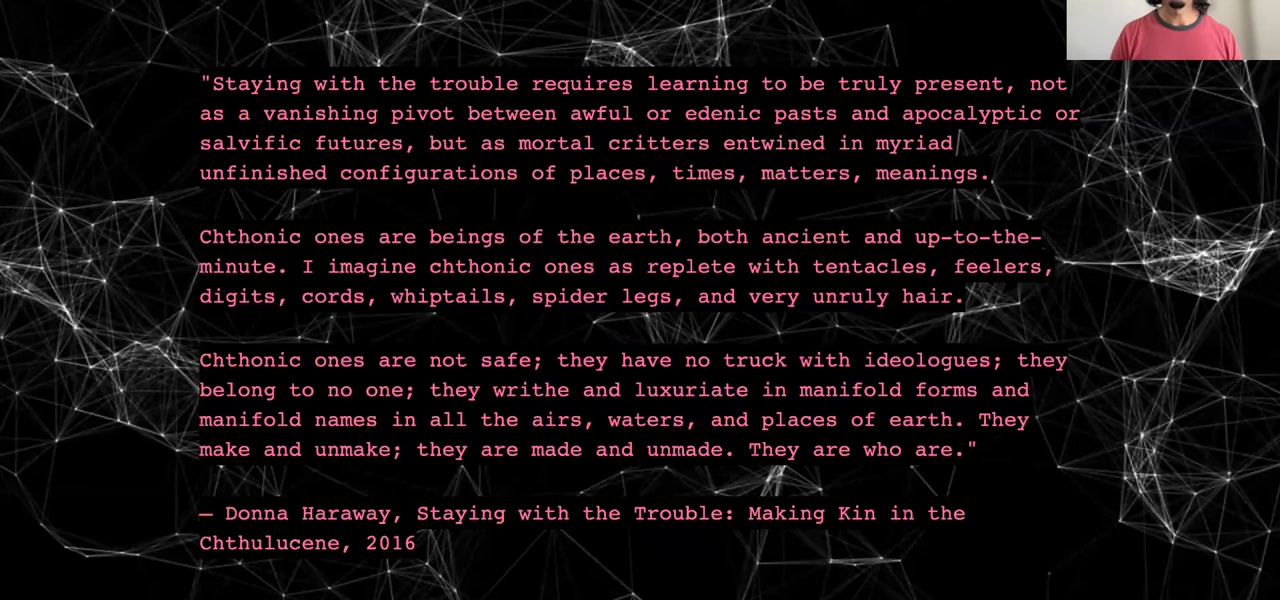 "Staying with the trouble requires learning to be truly present, not
as a vanishing pivot between awful or edenic pasts and apocalyptic or
salvific futures, but as mortal critters entwined in myriad
unfinished configurations of places, times, matters, meanings.
Chthonic ones are beings of the earth, both ancient and up-to-the-
minute. I imagine chthonic ones as replete with tentacles, feelers,
digits, cords, whiptails, spider legs, and very unruly hair.
Chthonic ones are not safe; they have no truck with ideologues; they
belong to no one; they writhe and luxuriate in manifold forms and
manifold names in all the airs, waters, and places of earth. They
make and unmake; they are made and unmade. They are who are."
— Donna Haraway, Staying with the Trouble: Making Kin in the
Chthulucene, 2016